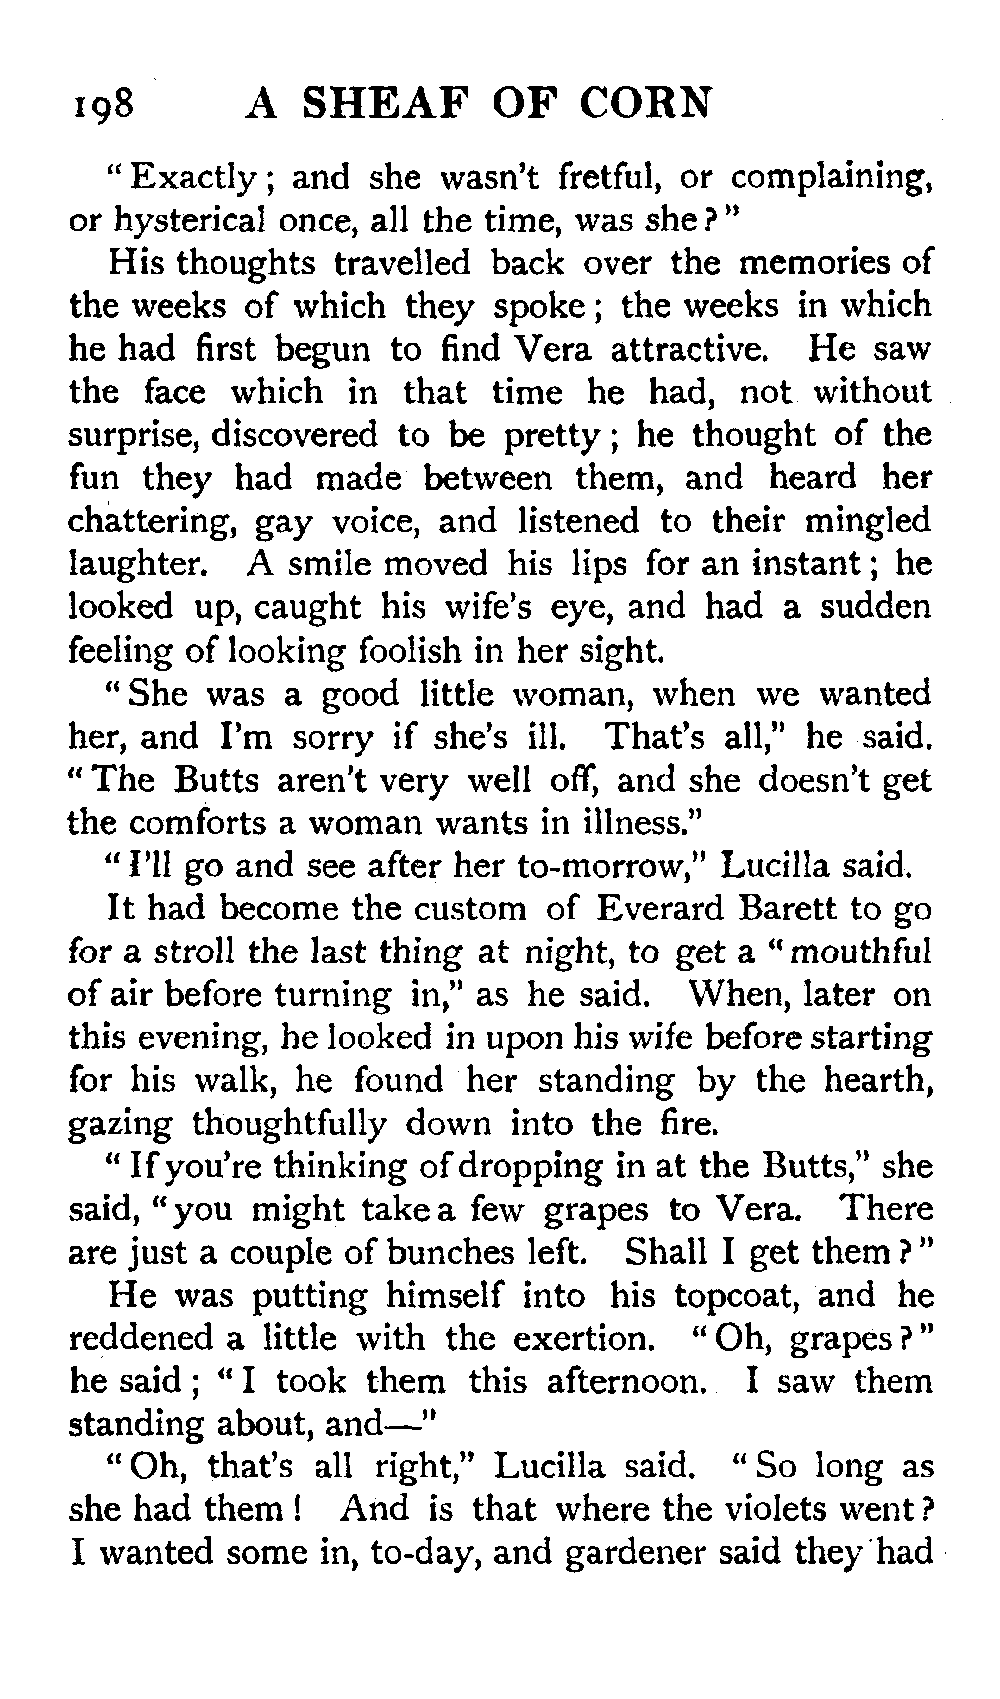 198 A SHEAF OF CORN
"Exactly; and she wasn't fretful, or complaining,
or hysterical once, all the time, was she?"
His thoughts travelled back over the memories of
the weeks of which they spoke; the weeks in which
he had first begun to find Vera attractive. He saw
the face which in that time he had, not without
surprise, discovered to be pretty; he thought of the
fun they had made between them, and heard her
chattering, gay voice, and listened to their mingled
laughter. A smile moved his lips for an instant; he
looked up, caught his wife's eye, and had a sudden
feeling of looking foolish in her sight.
"She was a good little woman, when we wanted
her, and I'm sorry if she's ill. That's all," he said.
"The Butts aren't very well off, and she doesn't get
the comforts a woman wants in illness."
"I'll go and see after her to-morrow," Lucilla said.
It had become the custom of Everard Barett to go
for a stroll the last thing at night, to get a "mouthful
of air before turning in," as he said. When, later on
this evening, he looked in upon his wife before starting
for his walk, he found her standing by the hearth,
gazing thoughtfully down into the fire.
"If you're thinking of dropping in at the Butts," she
said, "you might take a few grapes to Vera. There
are just a couple of bunches left. Shall I get them?"
He was putting himself into his topcoat, and he
reddened a little with the exertion. "Oh, grapes?"
he said; "I took them this afternoon. I saw them
standing about, and—"
"Oh, that's all right," Lucilla said. "So long as
she had them! And is that where the violets went?
I wanted some in, to-day, and gardener said they had